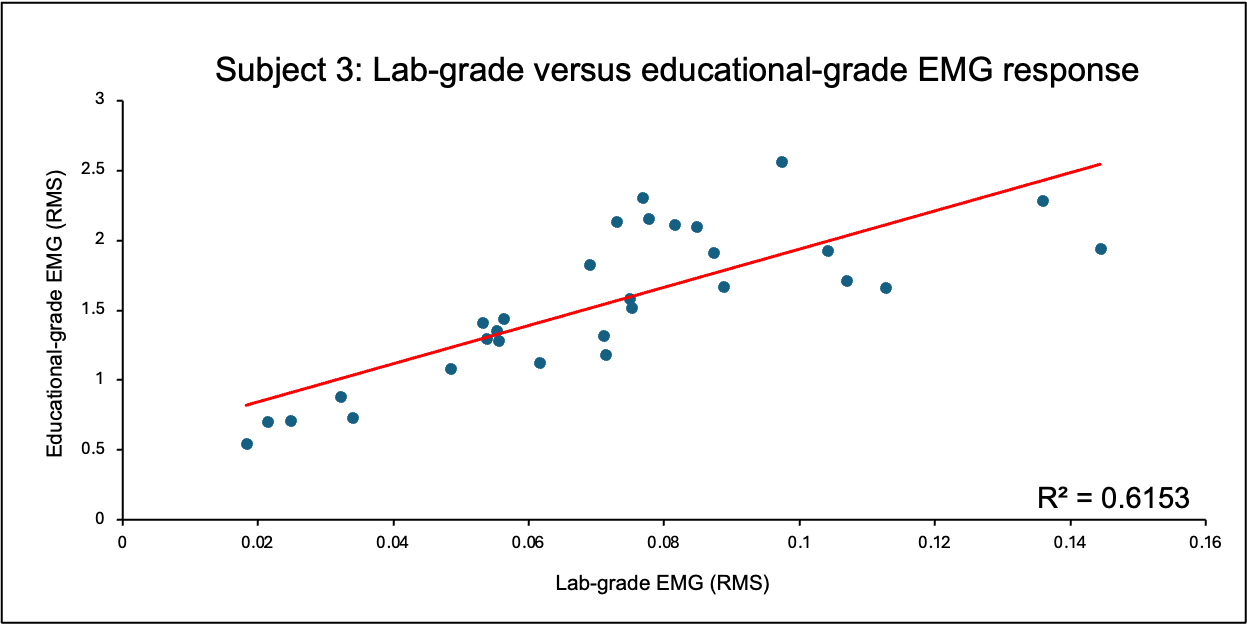 Subject 3: Lab-grade versus educational-grade EMG response
Educational-grade EMG (RMS)
3
2.5
2
1.5
1
0.5
0
R² = 0.6153
0 0.02 0.04 0.06 0.08 0.1 0.12 0.14 0.16
Lab-grade EMG (RMS)